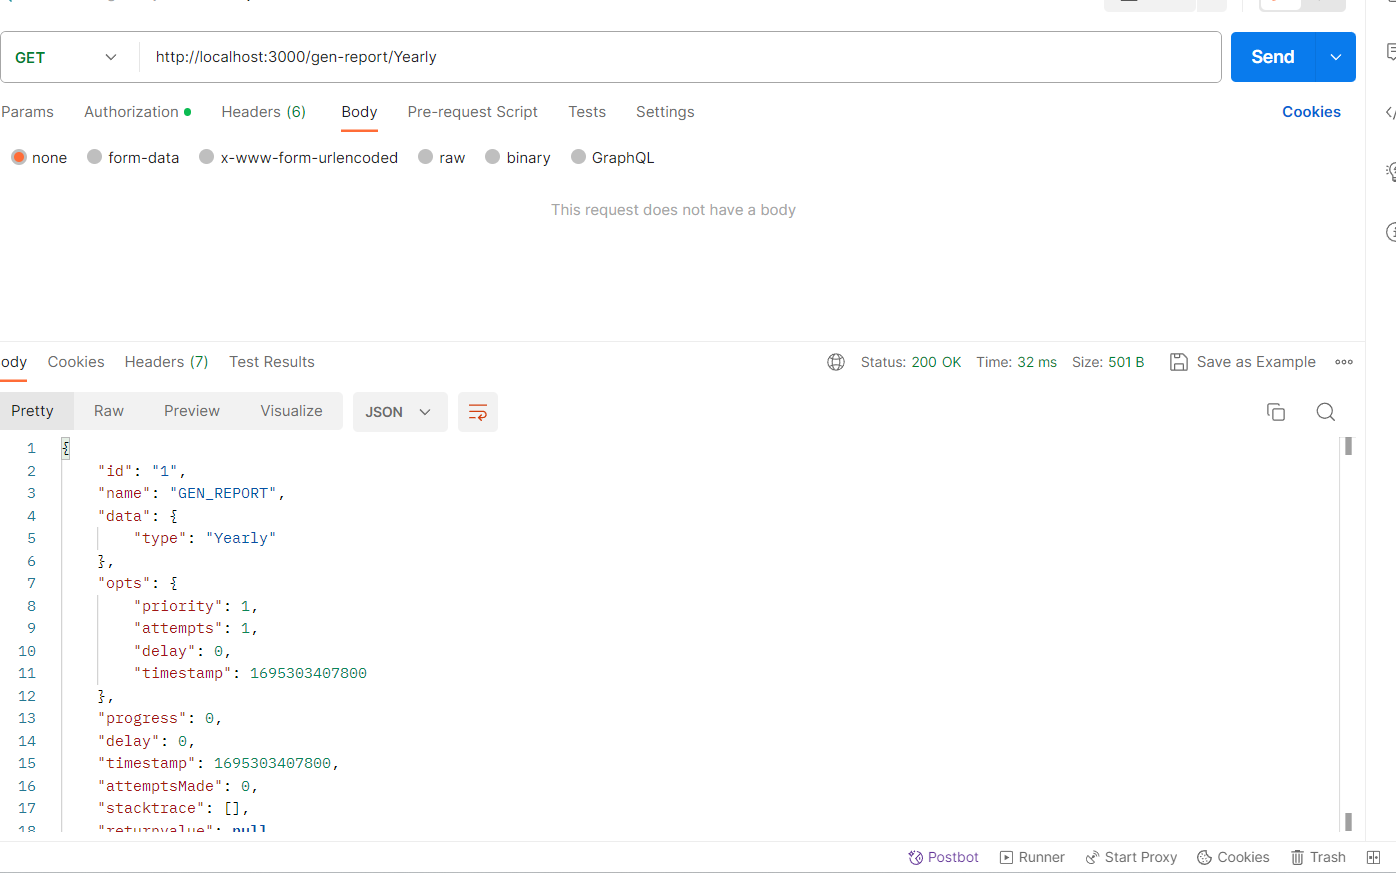 GET http://localhost:3000/gen-report/Yearly Send
Params Authorization Headers (6) Body Pre-request Script Tests Settings Cookies
none form-data x-www-form-urlencoded raw binary GraphQL
This request does not have a body
ody Cookies Headers (7) Test Results Status: 200 OK Time: 32 ms Size: 501 B Save as Example
Pretty Raw Preview Visualize JSON
1 {
2 "id": "1",
3 "name": "GEN_REPORT",
4 "data": {
5 "type": "Yearly"
6 },
7 "opts": {
8 "priority": 1,
9 "attempts": 1,
10 "delay": 0,
11 "timestamp": 1695303407800
12 },
13 "progress": 0,
14 "delay": 0,
15 "timestamp": 1695303407800,
16 "attemptsMade": 0,
17 "stacktrace": [],
18 "returnvalue": null
Postbot Runner Start Proxy Cookies Trash